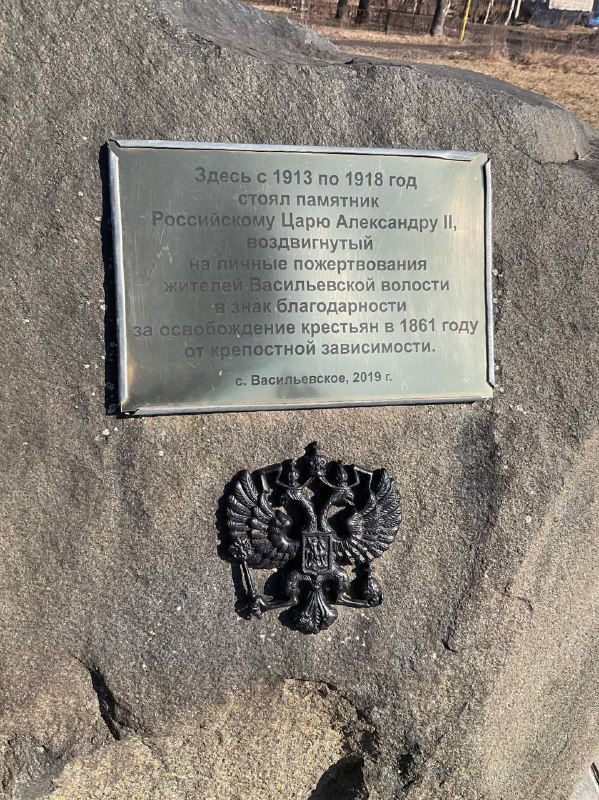 Здесь с 1913 по 1918 год
стоял памятник
Российскому Царю Александру II,
воздвигнутый
на личные пожертвования
жителей Васильевской волости
в знак благодарности
за освобождение крестьян в 1861 году
от крепостной зависимости.
с. Васильевское, 2019 г.